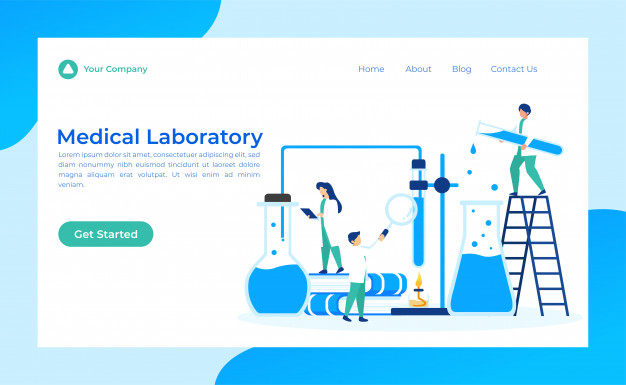 Your Company
Home About Blog Contact Us
Medical Laboratory
Lorem ipsum dolor sit amet, consectetuer adipiscing elit,
sed diam nonummy nibh euismod tincidunt ut laoreet
dolore magna aliquam erat volutpat. Ut wisi enim ad minim
veniam.
Get Started